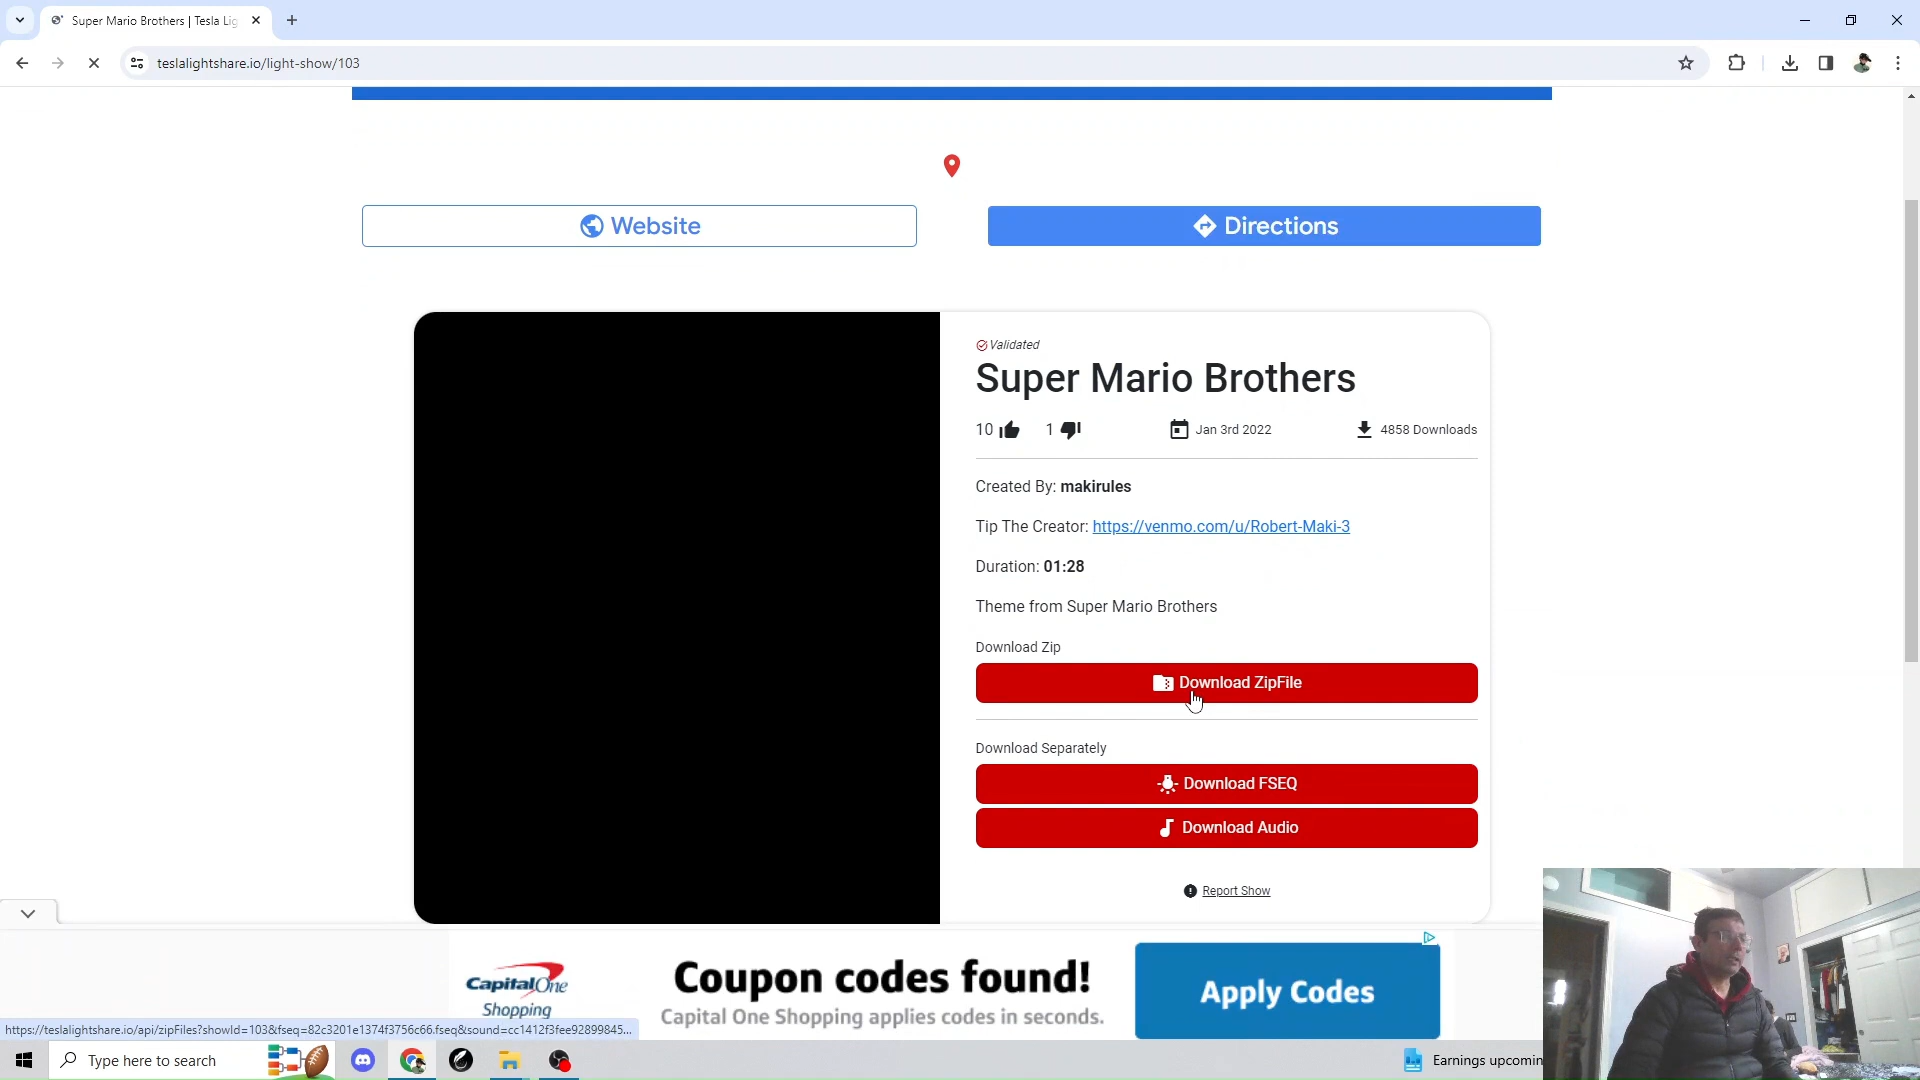 Super Mario Brothers | Tesla Lig
teslalightshare.io/light-show/103
Website
Directions
Validated
Super Mario Brothers
10
1
Jan 3rd 2022
4858 Downloads
Created By: makirules
Tip The Creator: https://venmo.com/u/Robert-Maki-3
Duration: 01:28
Theme from Super Mario Brothers
Download Zip
Download ZipFile
Download Separately
Download FSEQ
Download Audio
Report Show
CapitalOne
Shopping
Coupon codes found!
Capital One Shopping applies codes in seconds.
Apply Codes
https://teslalightshare.io/api/zipFiles?showId=103&fseq=82c3201e1374f3756c66.fseq&sound=cc1412f3fee92899845...
Type here to search
Earnings upcomin